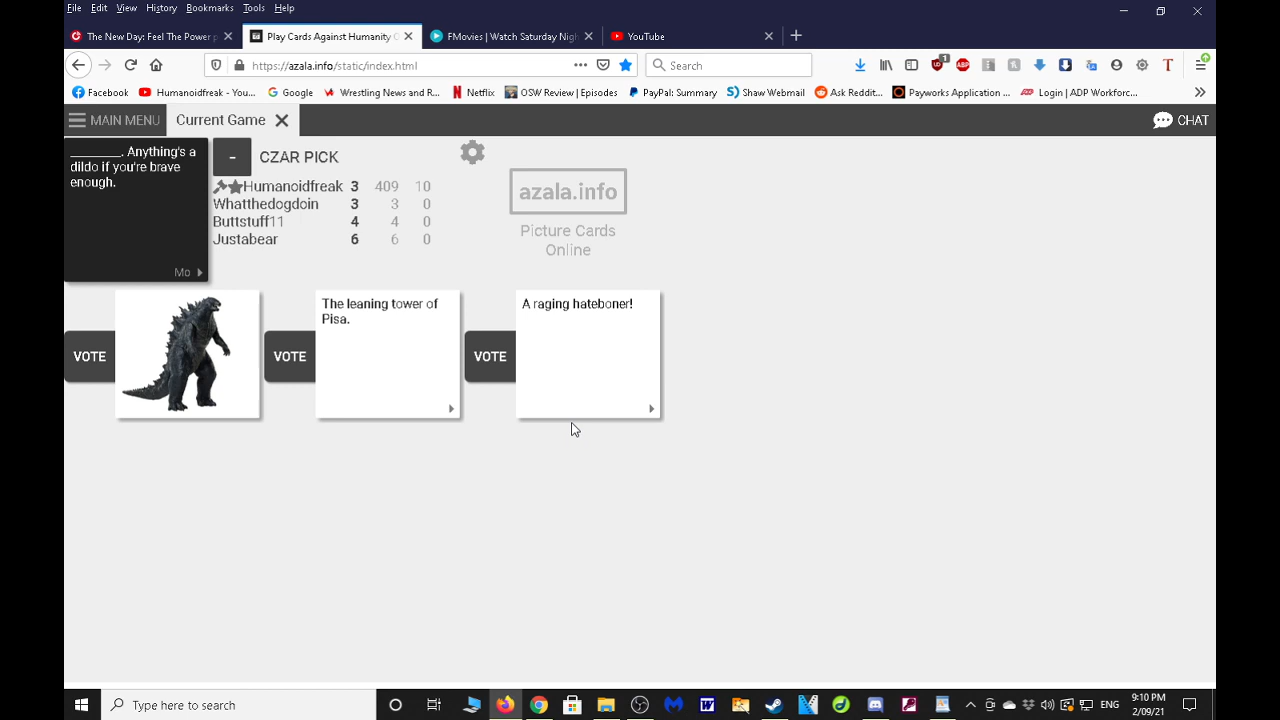 File Edit View History Bookmarks Tools Help
The New Day: Feel The Power p
Play Cards Against Humanity O
FMovies | Watch Saturday Nigh
YouTube
https://azala.info/static/index.html
Search
Facebook
Humanoidfreak - You...
Google
Wrestling News and R...
Netflix
OSW Review | Episodes
PayPal: Summary
Shaw Webmail
Ask Reddit...
Payworks Application ...
Login | ADP Workforc...
MAIN MENU
Current Game
CHAT
________. Anything's a
dildo if you're brave
enough.
Mo
-
CZAR PICK
Humanoidfreak 3 409 10
Whatthedogdoin 3 3 0
Buttstuff11 4 4 0
Justabear 6 6 0
azala.info
Picture Cards
Online
VOTE
VOTE
The leaning tower of
Pisa.
VOTE
A raging hateboner!
Type here to search
ENG
9:10 PM
2/09/21